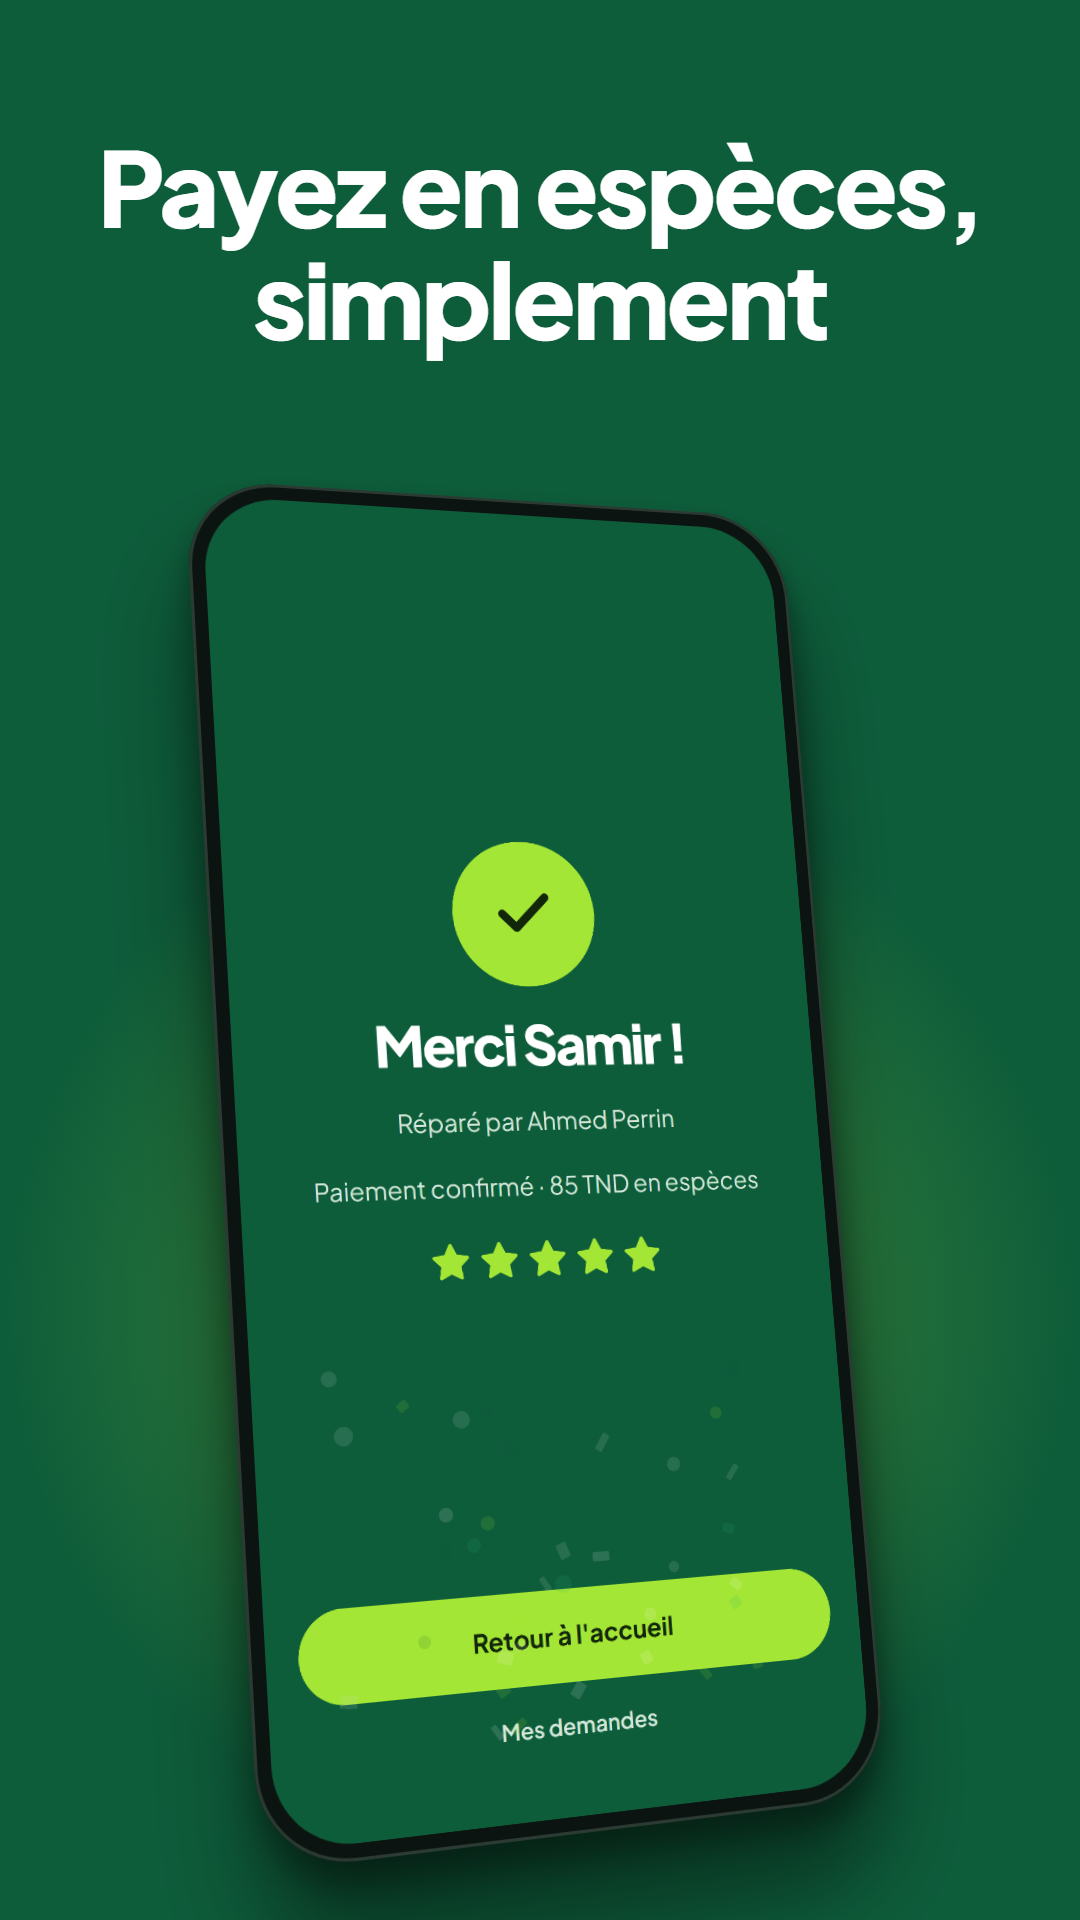 Payez en espèces,
simplement
Merci Samir !
Réparé par Ahmed Perrin
Paiement confirmé · 85 TND en espèces
Retour à l'accueil
Mes demandes